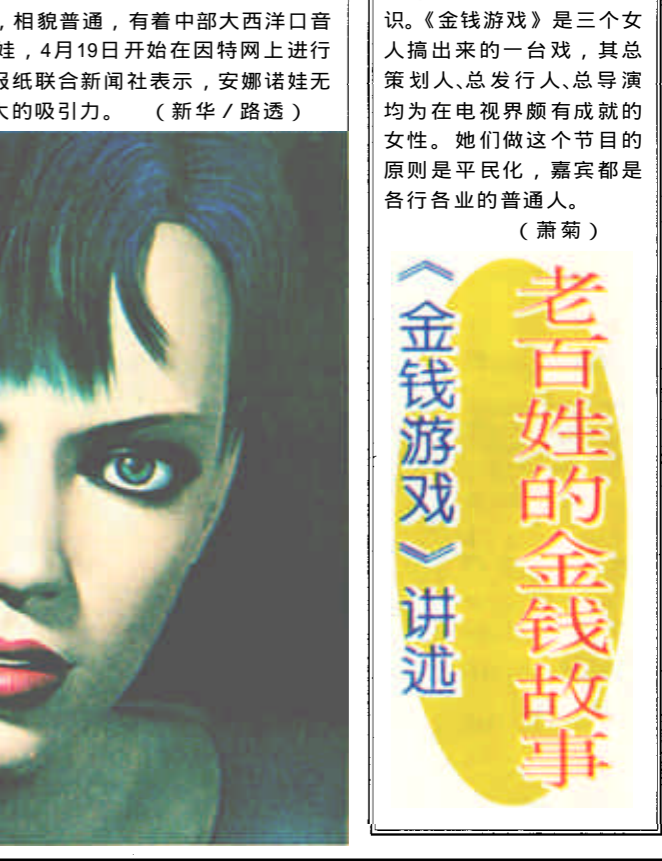 ，相貌普通，有着中部大西洋口音
娃，4月19日开始在因特网上进行
报纸联合新闻社表示，安娜诺娃无
大的吸引力。 （新华／路透）
识。《金钱游戏》是三个女
人搞出来的一台戏，其总
策划人、总发行人、总导演
均为在电视界颇有成就的
女性。她们做这个节目的
原则是平民化，嘉宾都是
各行各业的普通人。
（萧菊）
《金钱游戏》讲述
老百姓的金钱故事